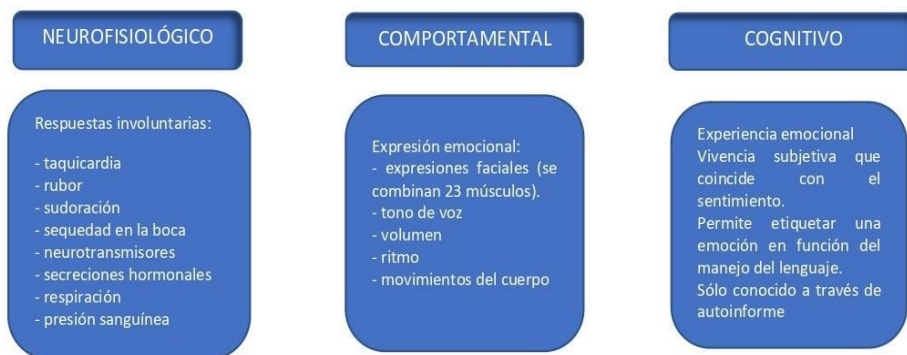 NEUROFISIOLÓGICO
Respuestas involuntarias:
- taquicardia
- rubor
- sudoración
- sequedad en la boca
- neurotransmisores
- secreciones hormonales
- respiración
- presión sanguínea
COMPORTAMENTAL
Expresión emocional:
- expresiones faciales (se
combinan 23 músculos).
- tono de voz
- volumen
- ritmo
- movimientos del cuerpo
COGNITIVO
Experiencia emocional
Vivencia subjetiva que
coincide con el
sentimiento.
Permite etiquetar una
emoción en función del
manejo del lenguaje.
Sólo conocido a través de
autoinforme